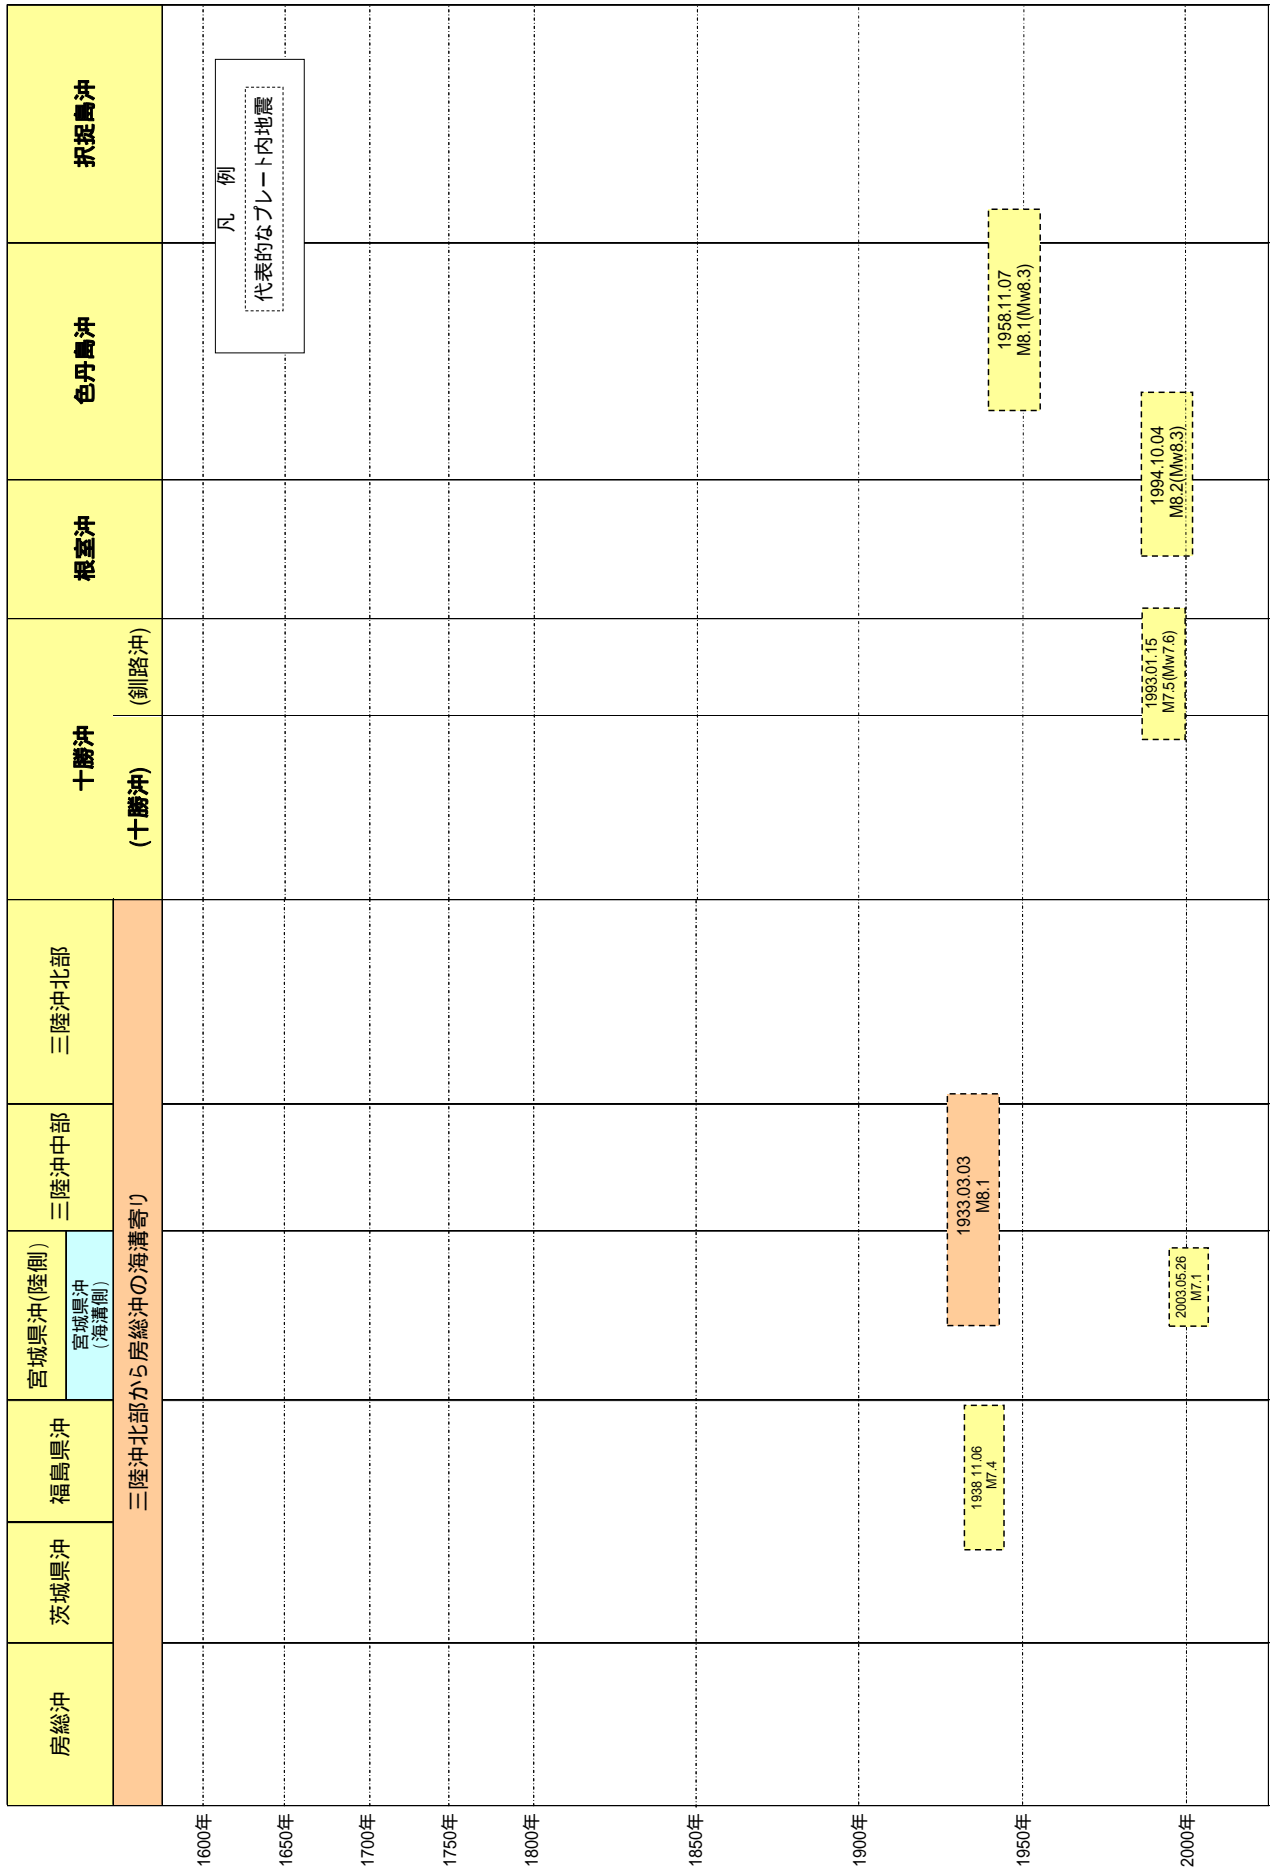 房総沖
茨城県沖
福島県沖
宮城県沖(陸側)
宮城県沖
(海溝側)
三陸沖中部
三陸沖北部
三陸沖北部から房総沖の海溝寄り
十勝沖
(十勝沖)
(釧路沖)
根室沖
色丹島沖
択捉島沖
凡 例
代表的なプレート内地震
1600年
1650年
1700年
1750年
1800年
1850年
1900年
1933.03.03
M8.1
1938 11.06
M7.4
1958.11.07
M8.1(Mw8.3)
1950年
1993.01.15
M7.5(Mw7.6)
1994.10.04
M8.2(Mw8.3)
2003.05.26
M7.1
2000年